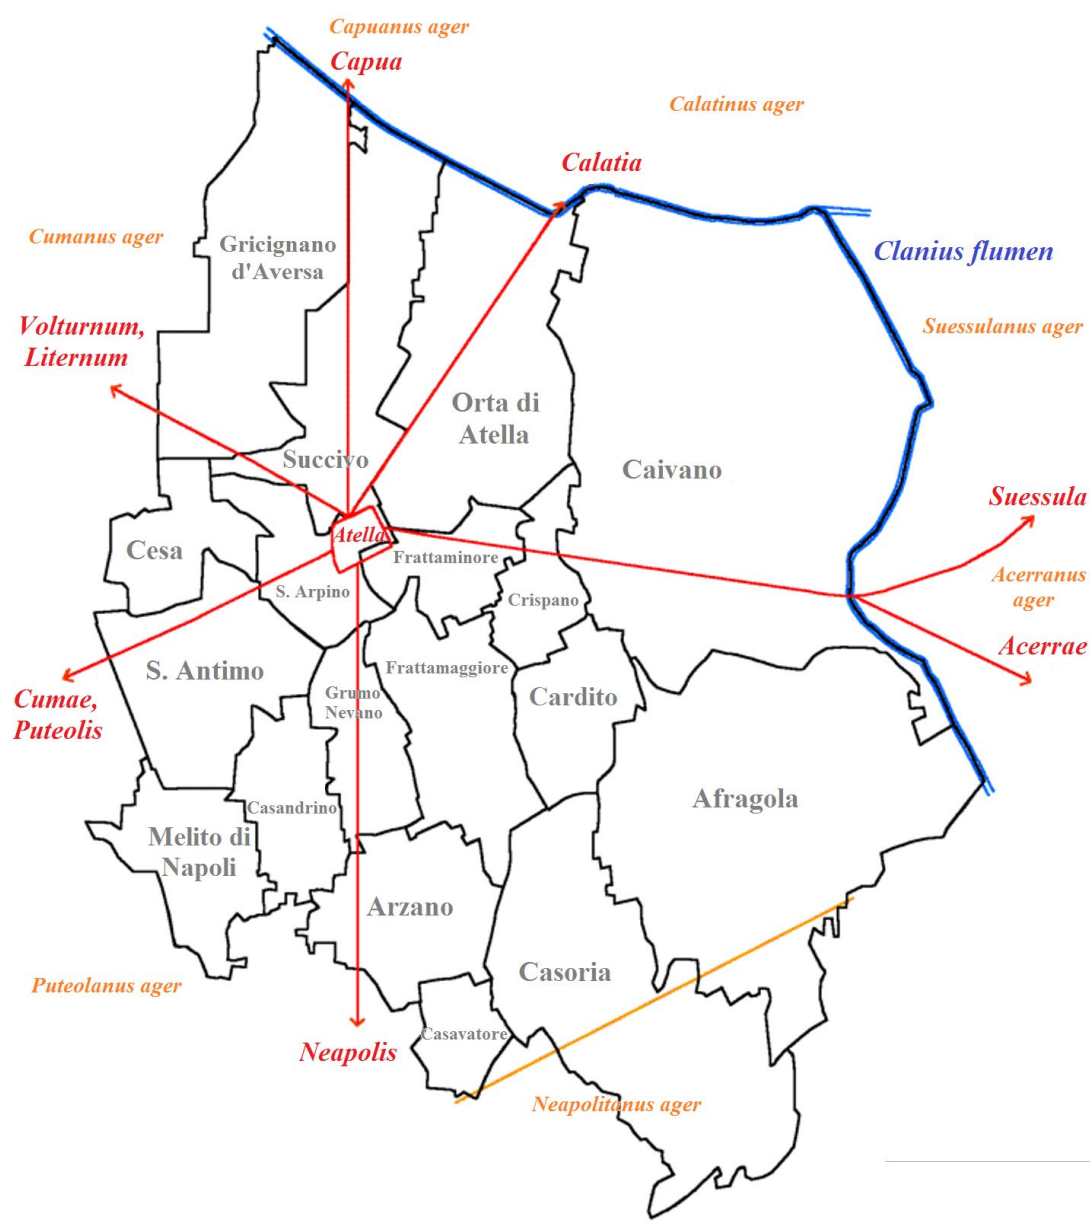 Capuanus ager
Capua
Calatinus ager
Calatia
Cumanus ager
Gricignano
d'Aversa
Clanius flumen
Volturnum,
Liternum
Suessulanus ager
Orta di
Atella
Succivo
Caivano
Suessula
Atella
Cesa
Frattaminore
S. Arpino
Crispano
Acerranus
ager
Acerrae
S. Antimo
Frattamaggiore
Cumae,
Puteolis
Grumo
Nevano
Cardito
Afragola
Casandrino
Melito di
Napoli
Arzano
Casoria
Puteolanus ager
Casavatore
Neapolis
Neapolitanus ager